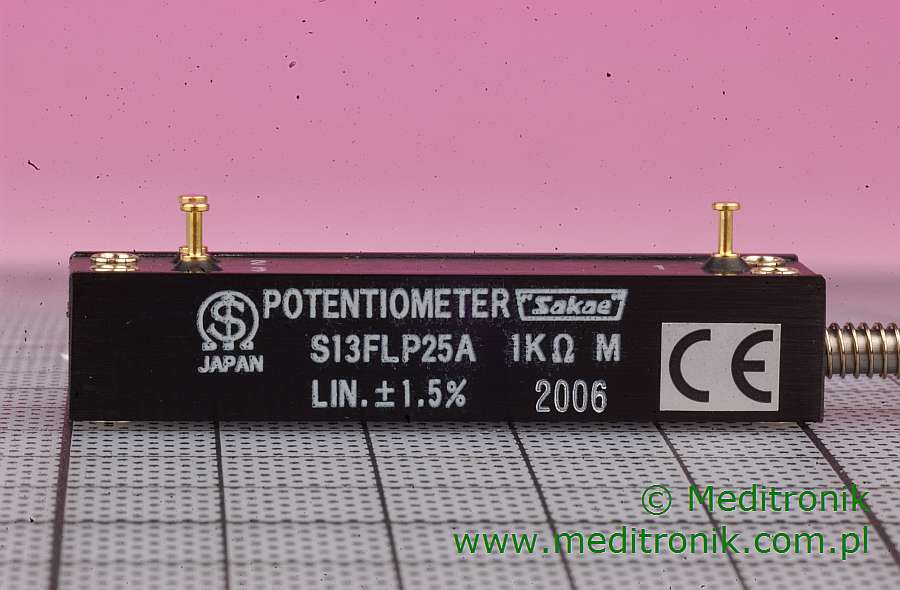 POTENTIOMETER "Sakae"
S
JAPAN
S13FLP25A 1KΩ M
LIN. ±1.5% 2006
CE
© Meditronik
www.meditronik.com.pl